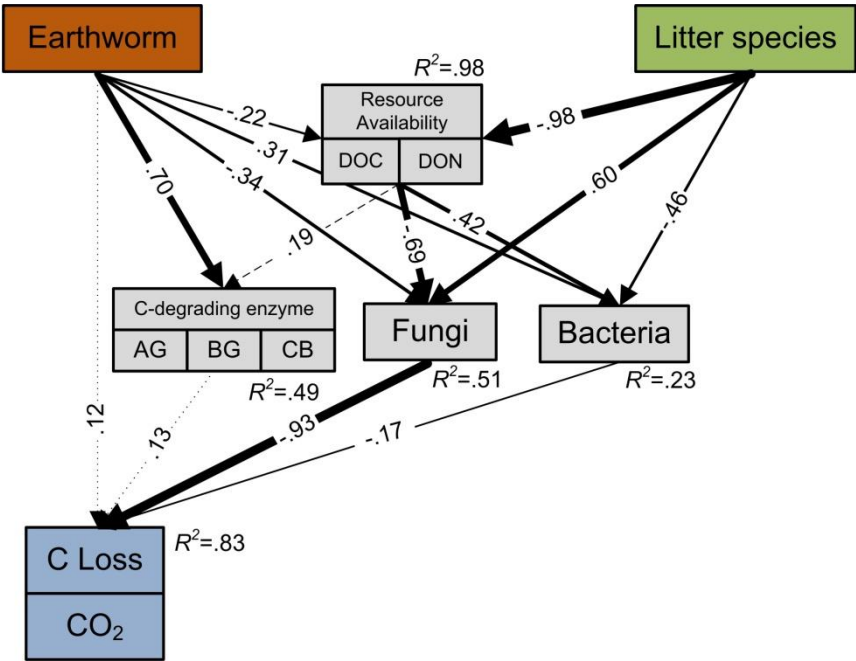 Earthworm
Litter species
R²=.98
Resource
Availability
DOC
DON
-.22
-.98
.31
.70
-.34
.60
.42
-.46
.19
-.69
C-degrading enzyme
AG
BG
CB
Fungi
Bacteria
R²=.49
R²=.51
R²=.23
.12
.13
-.93
-.17
C Loss
R²=.83
CO₂